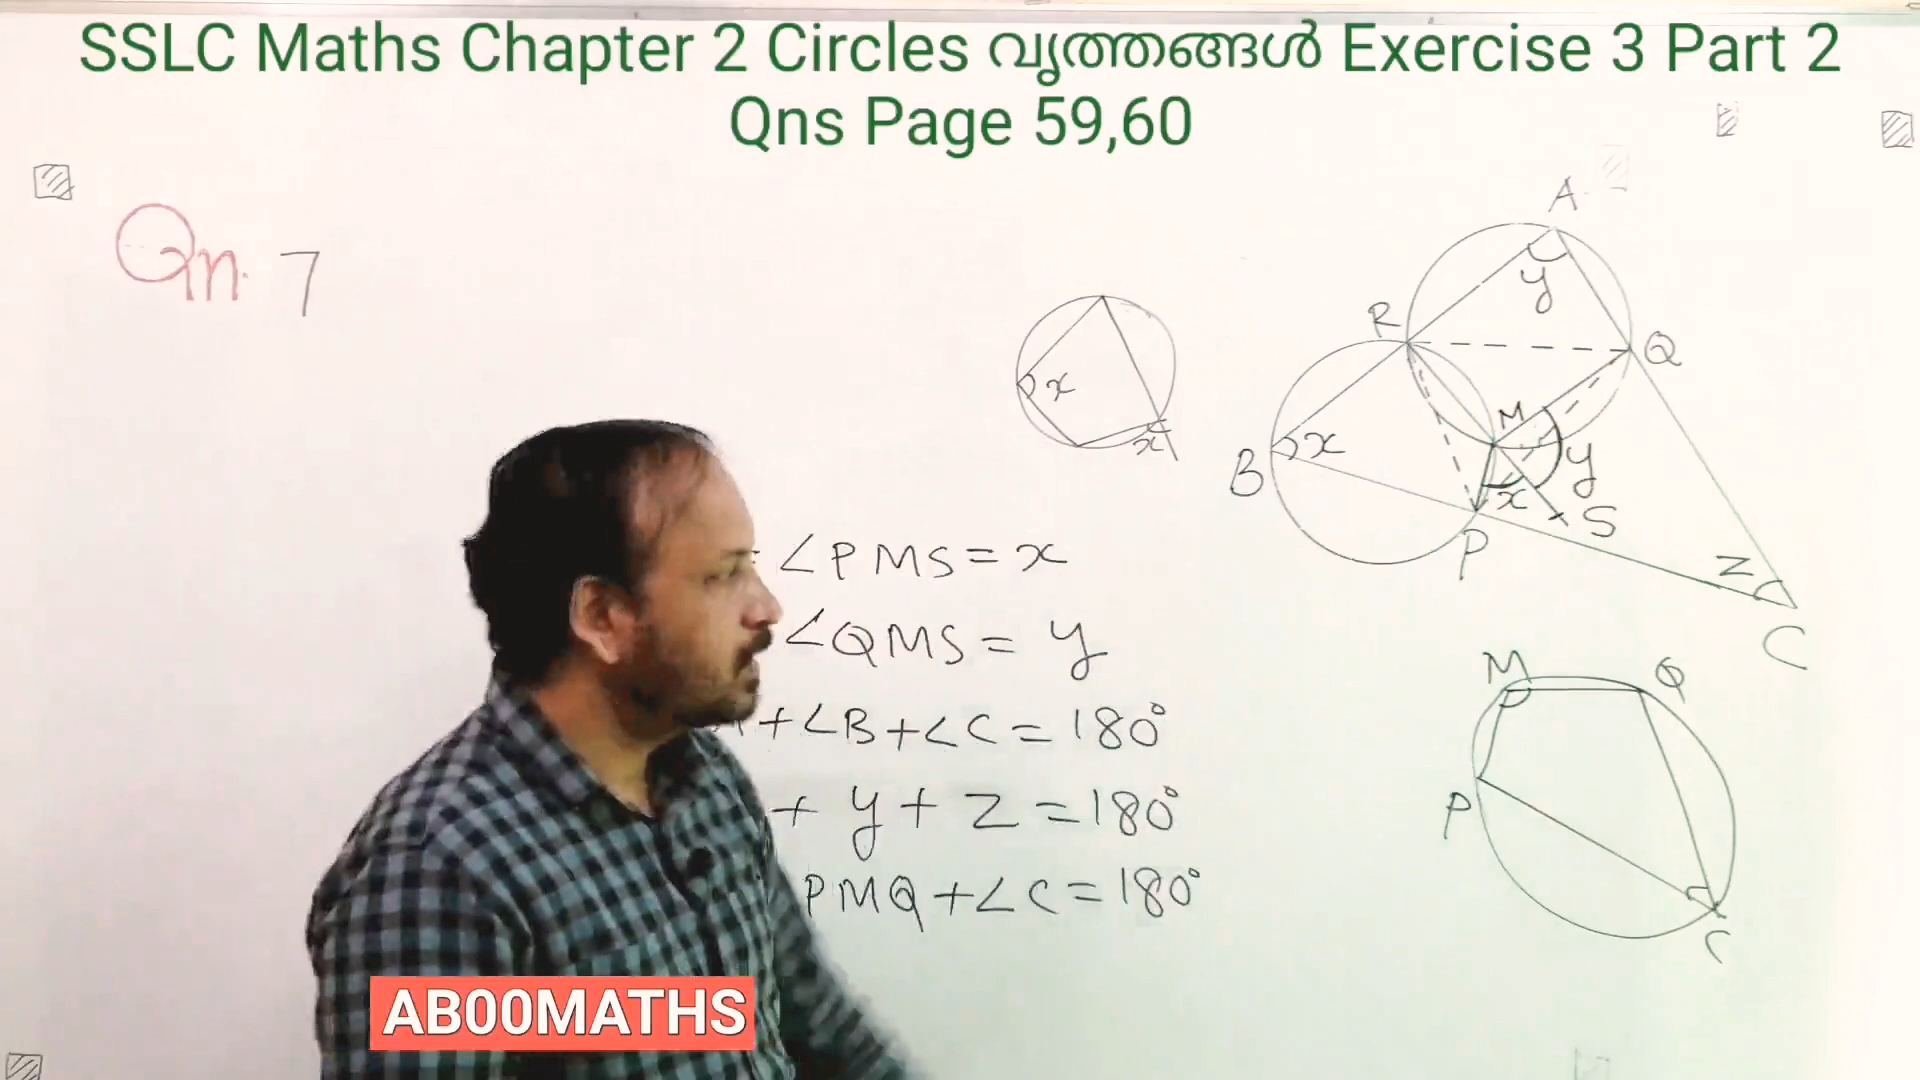 SSLC Maths Chapter 2 Circles വൃത്തങ്ങൾ Exercise 3 Part 2
Qns Page 59,60
Qn. 7
A
y
R
Q
x
M
B
x
y
x
S
P
Z
C
∠PMS = x
∠QMS = y
+∠B+∠C = 180°
+ y + z = 180°
PMQ+∠C = 180°
M
Q
P
C
x
AB00MATHS